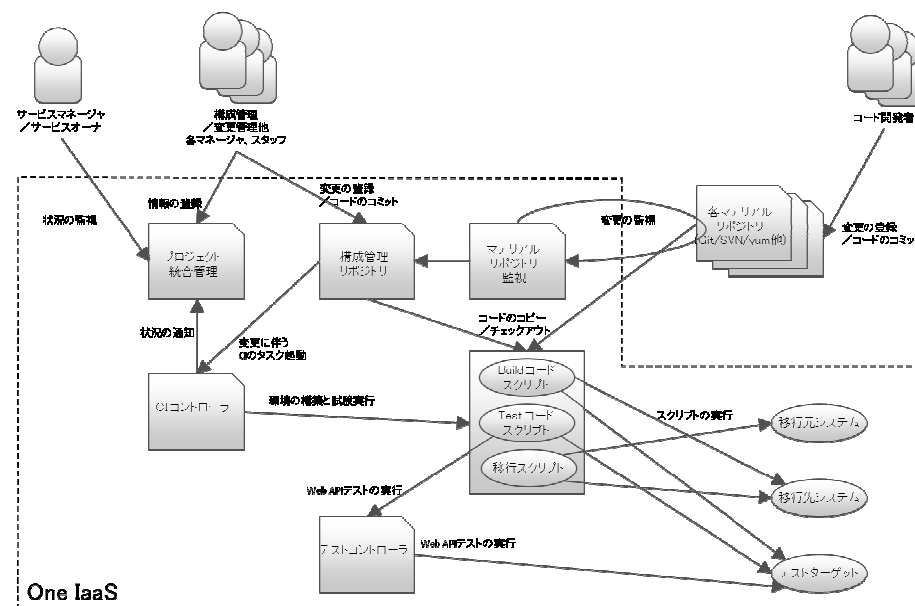 サービスマネージャ
／サービスオーナ
構成管理
／変更管理他
各マネージャ、スタッフ
コード開発者
状況の監視
情報の登録
変更の登録
／コードのコミット
変更の監視
各マテリアル
リポジトリ
(Git/SVN/yum他)
変更の登録
／コードのコミッ
プロジェクト
統合管理
構成管理
リポジトリ
マテリアル
リポジトリ
監視
状況の通知
変更に伴う
CIのタスク起動
コードのコピー
／チェックアウト
CIコントローラ
環境の構築と試験実行
Buildコード
スクリプト
Testコード
スクリプト
移行スクリプト
スクリプトの実行
移行元システム
移行先システム
Web APIテストの実行
テストコントローラ
Web APIテストの実行
テストターゲット
One IaaS